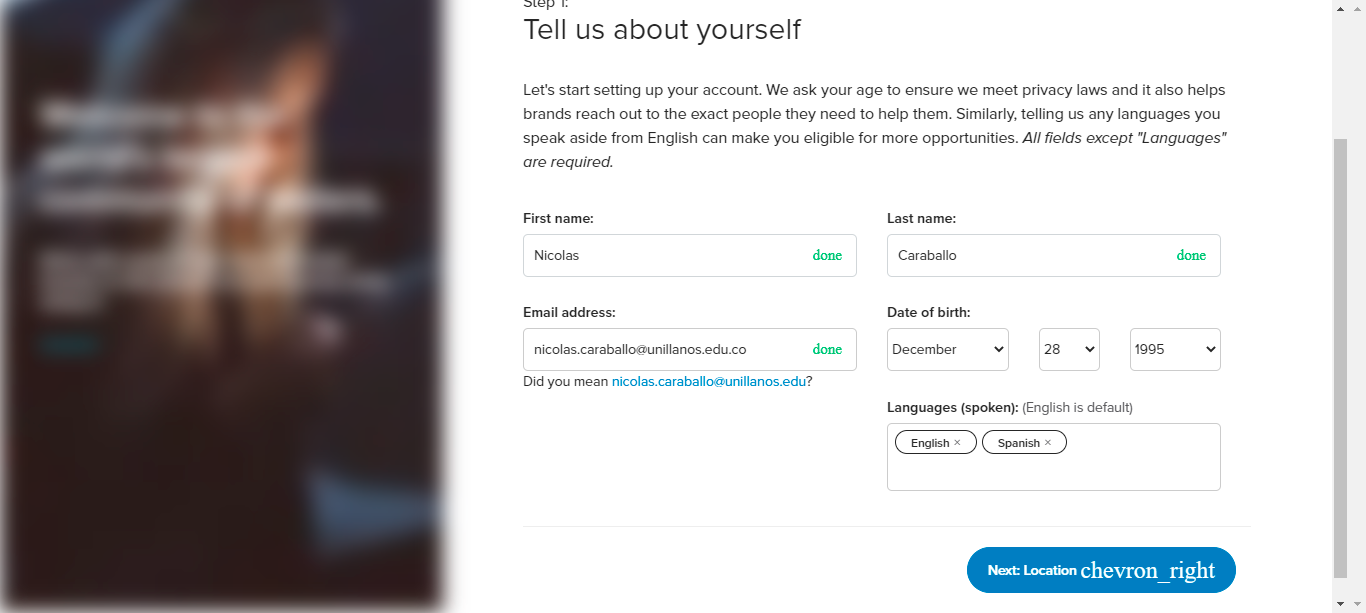 Step 1:
Tell us about yourself
Let's start setting up your account. We ask your age to ensure we meet privacy laws and it also helps
brands reach out to the exact people they need to help them. Similarly, telling us any languages you
speak aside from English can make you eligible for more opportunities. All fields except "Languages"
are required.
First name:
Last name:
Nicolas done
Caraballo done
Email address:
Date of birth:
nicolas.caraballo@unillanos.edu.co done
December 28 1995
Did you mean nicolas.caraballo@unillanos.edu?
Languages (spoken): (English is default)
English × Spanish ×
Next: Location chevron_right